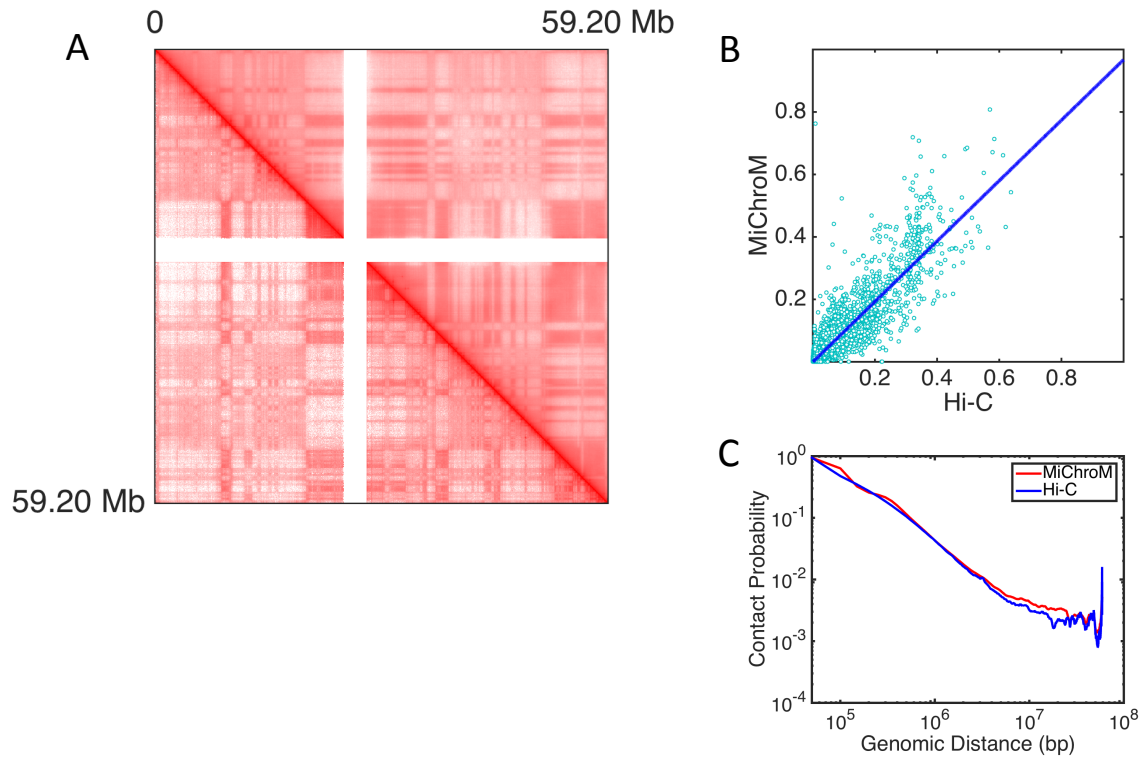 A
0
59.20 Mb
59.20 Mb
B
MiChroM
0.8
0.6
0.4
0.2
0.2
0.4
0.6
0.8
Hi-C
C
Contact Probability
10^0
10^-1
10^-2
10^-3
10^-4
MiChroM
Hi-C
10^5
10^6
10^7
10^8
Genomic Distance (bp)